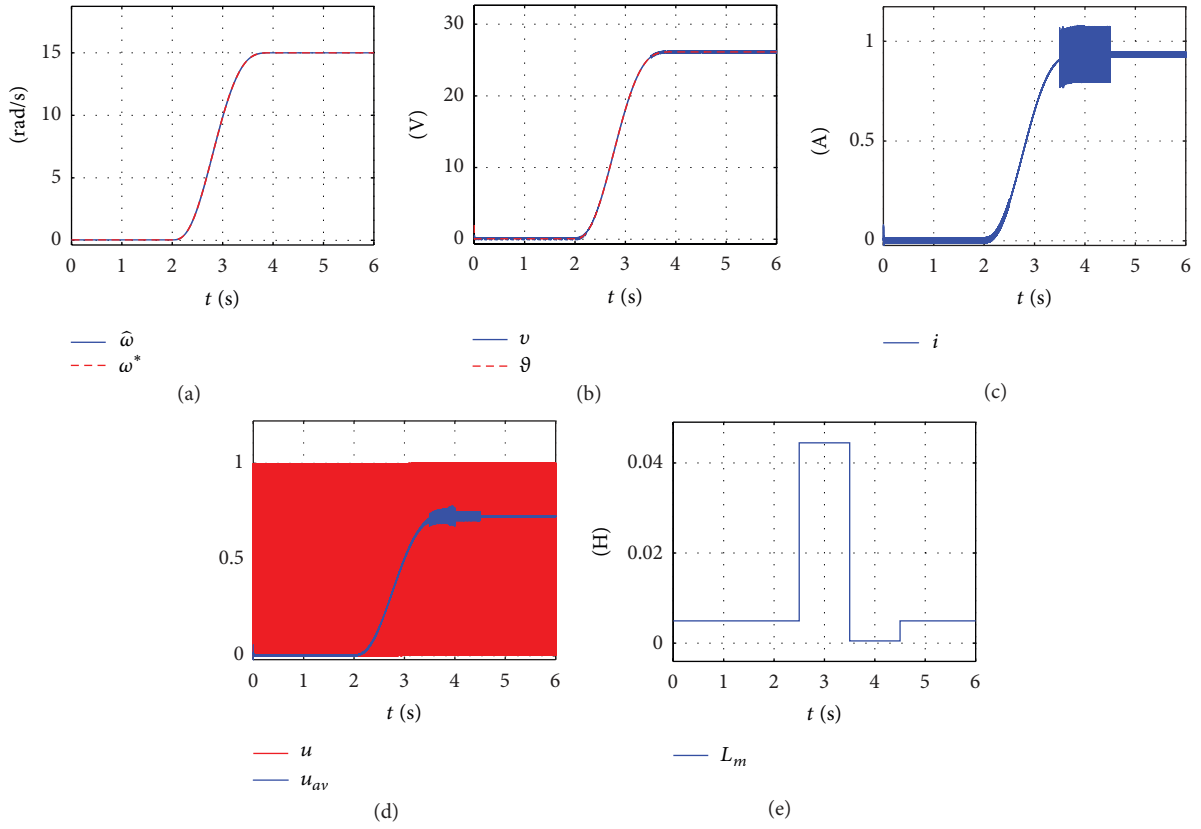 15
10
5
0
(rad/s)
0 1 2 3 4 5 6
t (s)
ω̂
ω*
(a)
30
20
10
0
(V)
0 1 2 3 4 5 6
t (s)
υ
ϑ
(b)
1
0.5
0
(A)
0 1 2 3 4 5 6
t (s)
i
(c)
1
0.5
0
0 1 2 3 4 5 6
t (s)
u
u_av
(d)
0.04
0.02
0
(H)
0 1 2 3 4 5 6
t (s)
L_m
(e)